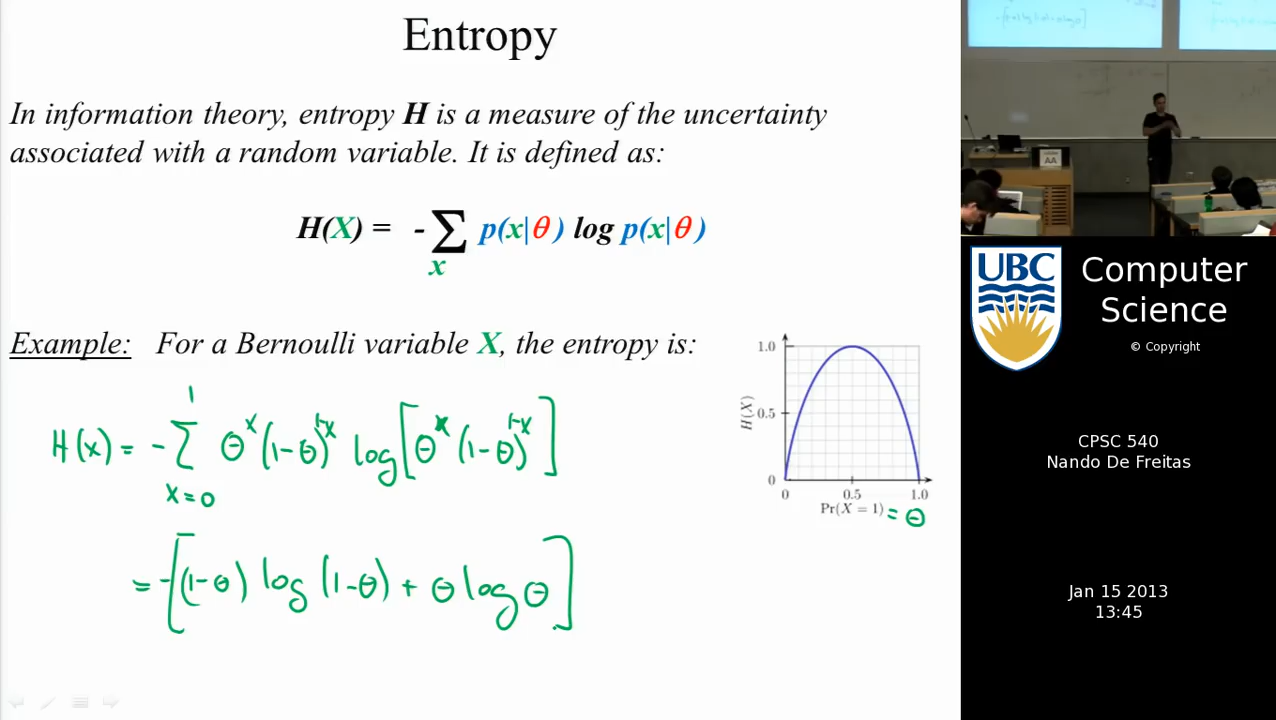 Entropy
In information theory, entropy H is a measure of the uncertainty
associated with a random variable. It is defined as:
H(X) = - Σ p(x|θ) log p(x|θ)
x
Example: For a Bernoulli variable X, the entropy is:
1
H(x) = - Σ θ^x (1-θ)^1-x log [θ^x (1-θ)^1-x]
x=0
= -[(1-θ) log (1-θ) + θ log θ]
1.0
0.5
0
H(X)
0 0.5 1.0
Pr(X = 1) = θ
AA
UBC
Computer
Science
© Copyright
CPSC 540
Nando De Freitas
Jan 15 2013
13:45